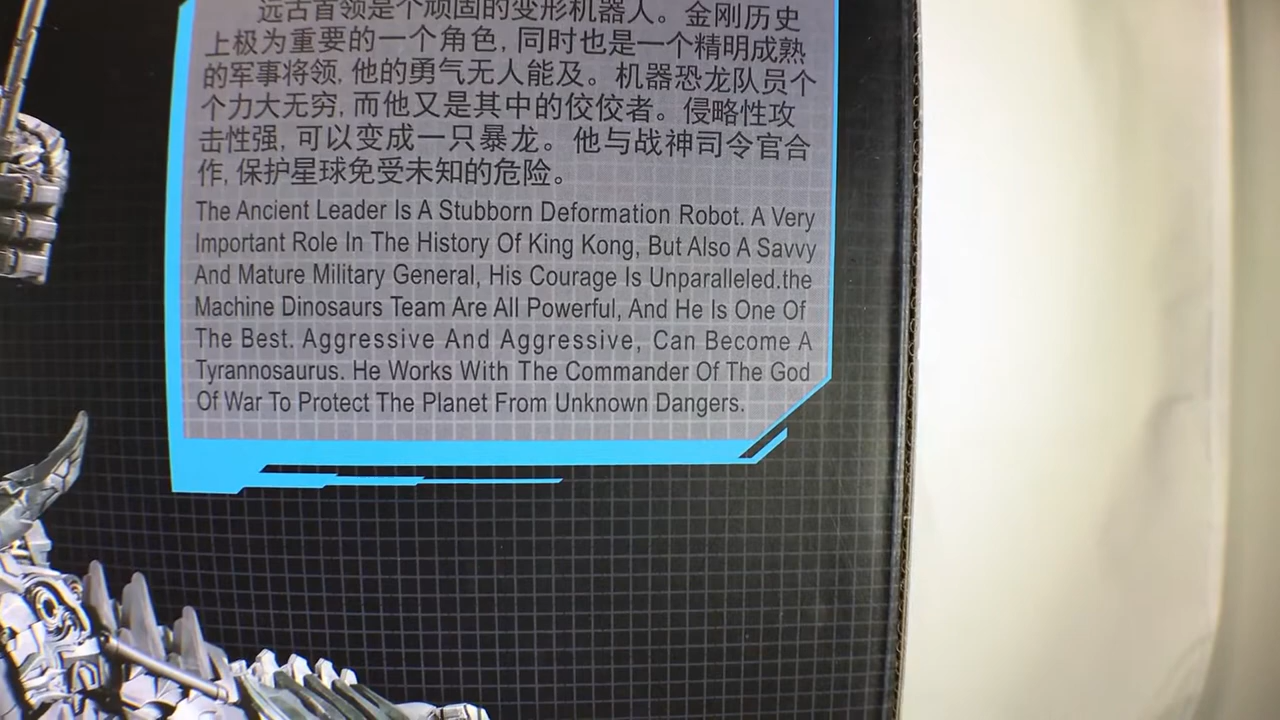 远古首领是个顽固的变形机器人。金刚历史
上极为重要的一个角色, 同时也是一个精明成熟
的军事将领, 他的勇气无人能及。机器恐龙队员个
个力大无穷, 而他又是其中的佼佼者。侵略性攻
击性强, 可以变成一只暴龙。他与战神司令官合
作, 保护星球免受未知的危险。
The Ancient Leader Is A Stubborn Deformation Robot. A Very
Important Role In The History Of King Kong, But Also A Savvy
And Mature Military General, His Courage Is Unparalleled.the
Machine Dinosaurs Team Are All Powerful, And He Is One Of
The Best. Aggressive And Aggressive, Can Become A
Tyrannosaurus. He Works With The Commander Of The God
Of War To Protect The Planet From Unknown Dangers.